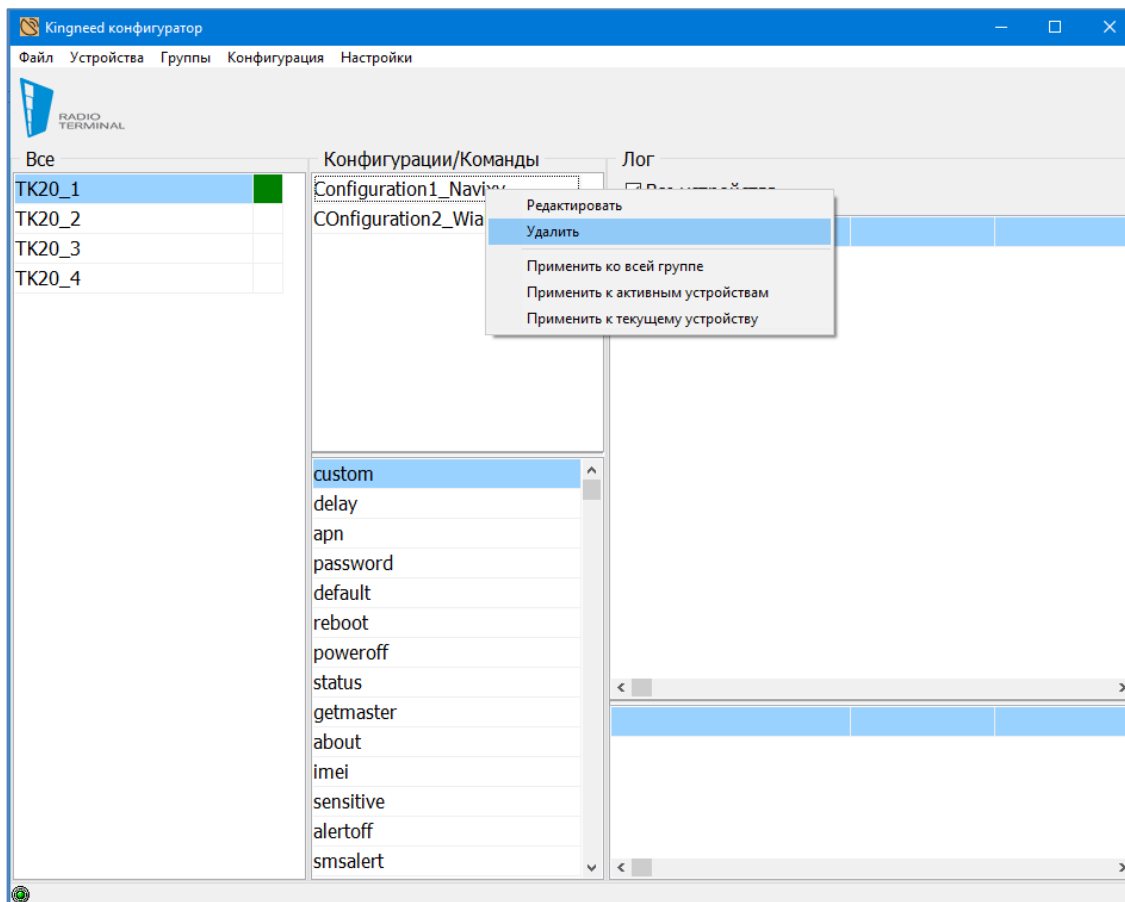 Kingneed конфигуратор
Файл Устройства Группы Конфигурация Настройки
RADIO
TERMINAL
Все
TK20_1
TK20_2
TK20_3
TK20_4
Конфигурации/Команды
Configuration1_Navixy
COnfiguration2_Wia
Редактировать
Удалить
Применить ко всей группе
Применить к активным устройствам
Применить к текущему устройству
custom
delay
apn
password
default
reboot
poweroff
status
getmaster
about
imei
sensitive
alertoff
smsalert
Лог
Все устройства